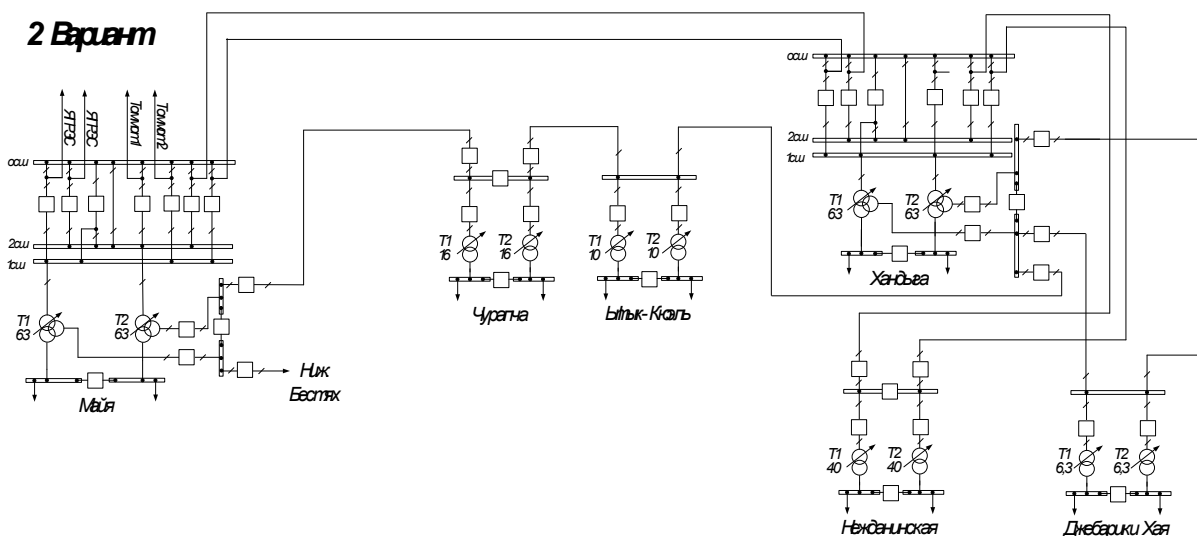 2 Вариант
ЯГРЭС
ЯГРЭС
Томмот1
Томмот2
осш
2сш
1сш
Т1
63
Т2
63
Майя
Ниж
Бестях
Т1
16
Т2
16
Чурапча
Т1
10
Т2
10
Ытык-Кюэль
осш
2сш
1сш
Т1
63
Т2
63
Хандыга
Т1
40
Т2
40
Нежданинская
Т1
6,3
Т2
6,3
Джебарики Хая